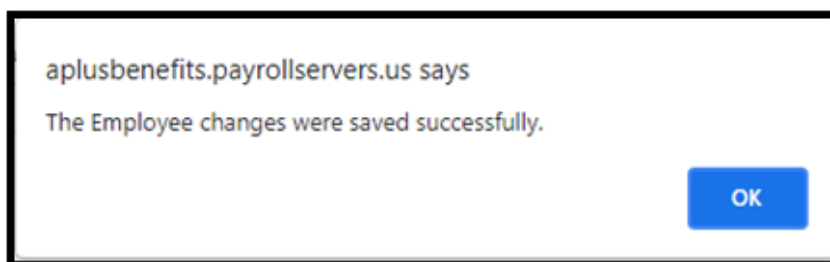 aplusbenefits.payrollservers.us says
The Employee changes were saved successfully.
OK